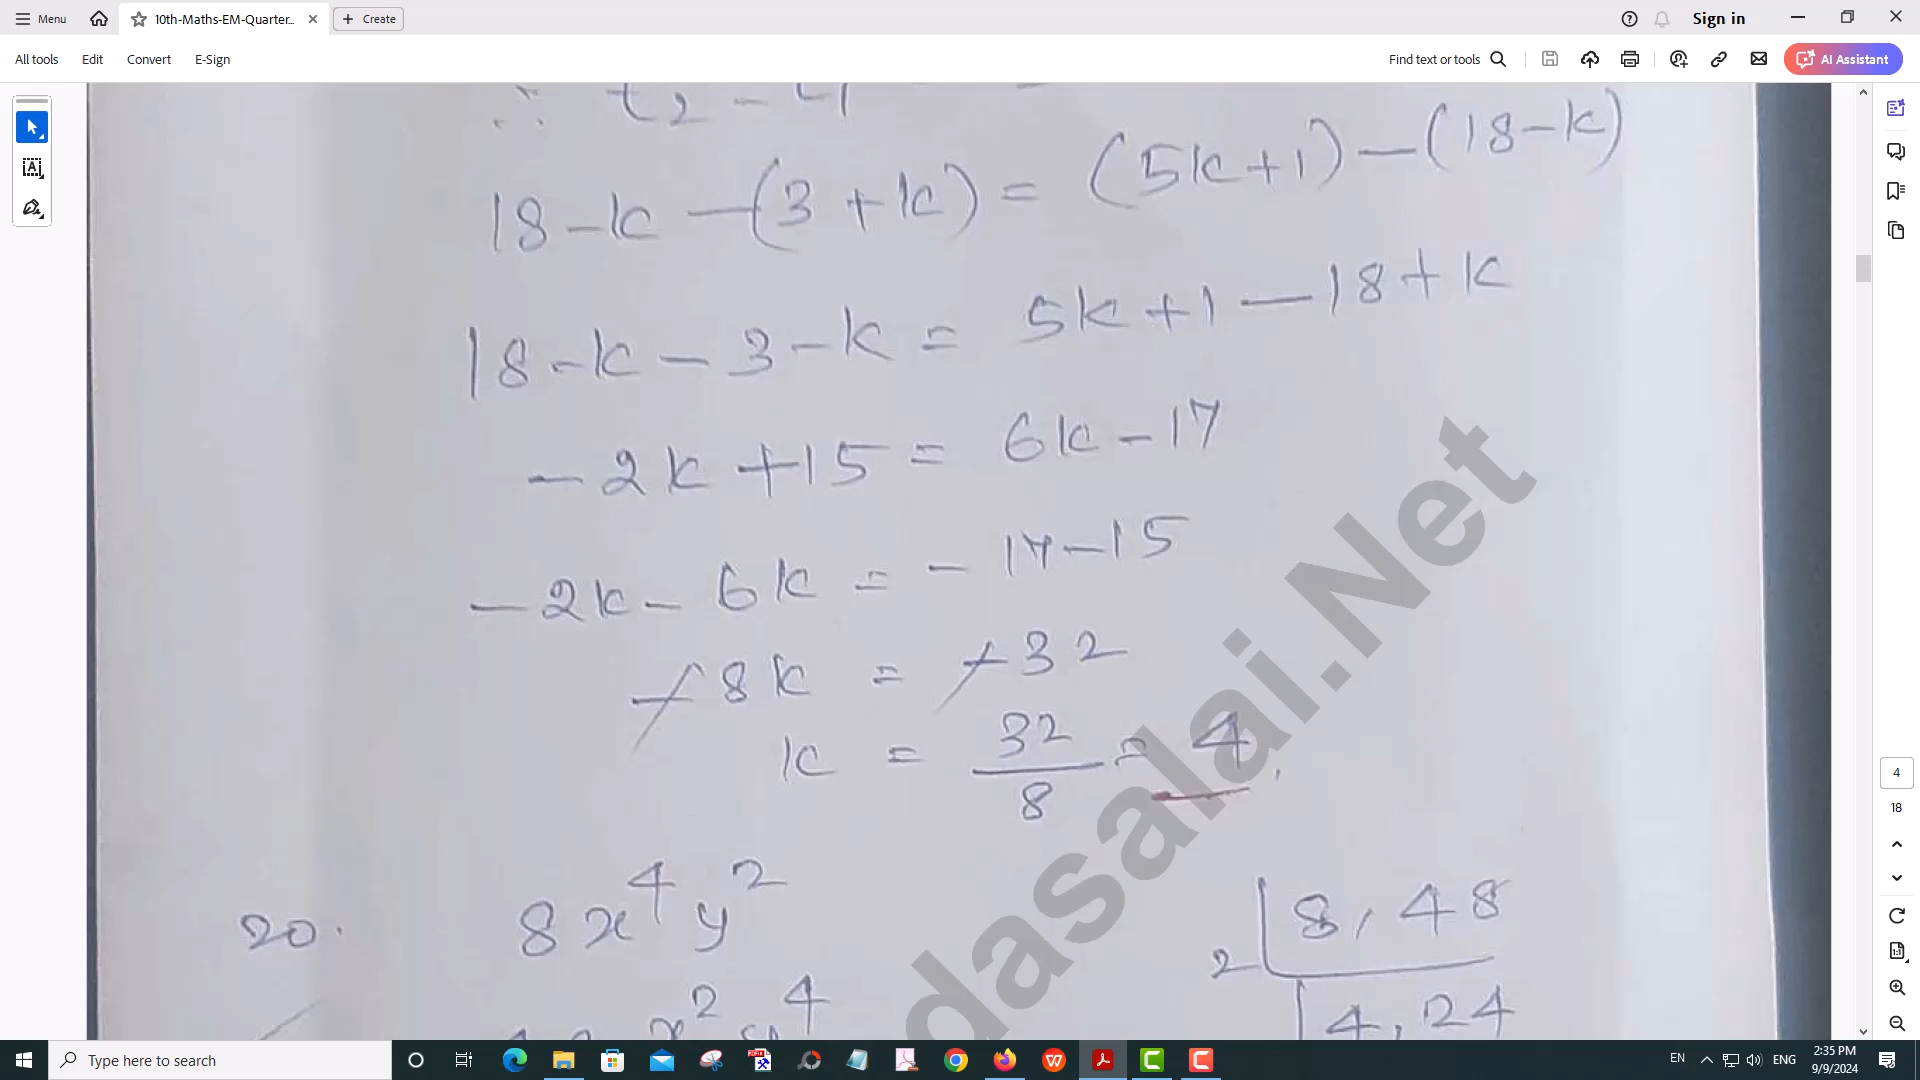 Menu 10th-Maths-EM-Quarter... Create Sign in
All tools Edit Convert E-Sign Find text or tools AI Assistant
∴ t2 - t1 =
18-k-(3+k) = (5k+1)-(18-k)
18-k-3-k = 5k+1-18+k
-2k+15 = 6k-17
-2k-6k = -17-15
-8k = -32
k = 32/8 = 4.
20. 8x⁴y² 2 8, 48
x² y⁴ 4, 24
dasalai.Net
4
18
Type here to search
EN ENG
2:35 PM
9/9/2024